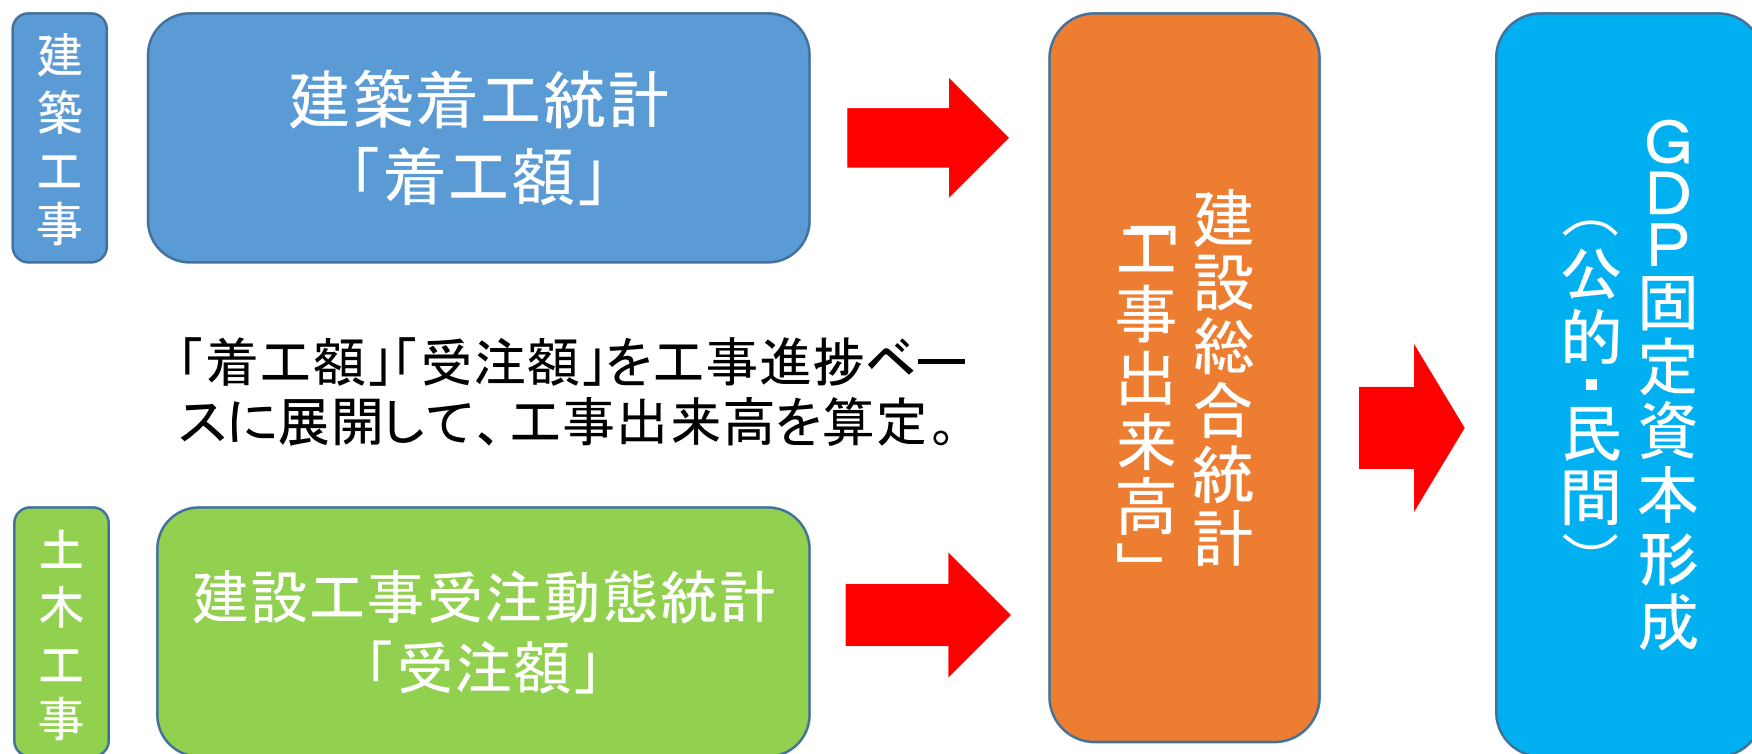 建築工事
建築着工統計
「着工額」
「着工額」「受注額」を工事進捗ベー
スに展開して、工事出来高を算定。
土木工事
建設工事受注動態統計
「受注額」
建設総合統計
「工事出来高」
GDP固定資本形成
（公的・民間）